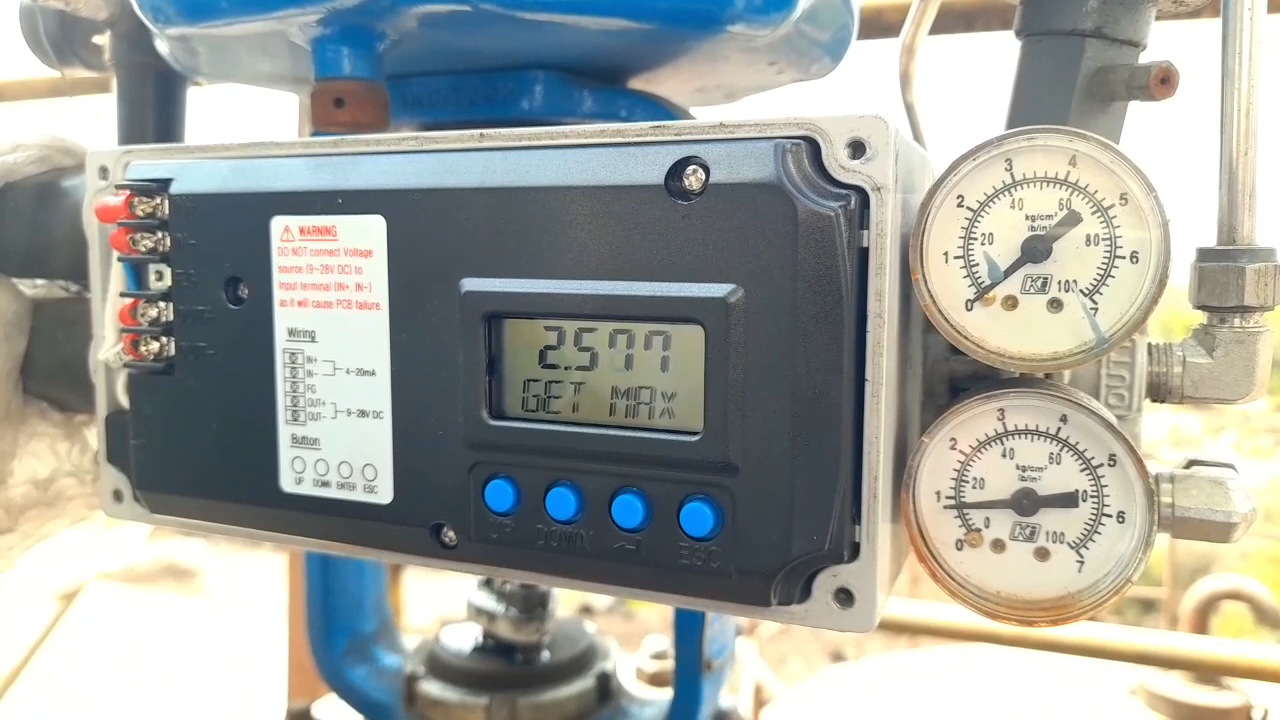 WARNING
DO NOT connect Voltage
source (9~28V DC) to
Input terminal (IN+, IN-)
as it will cause PCB failure.
Wiring
IN+
IN-
4~20mA
FG
OUT+
OUT-
9~28V DC
Button
UP DOWN ENTER ESC
2.577
GET MAX
UP DOWN ESC
3 4
2 5
40 60
kg/cm²
lb/in²
20 80
1 6
Ki 100
0 7
OUT
3 4
2 5
40 60
kg/cm²
lb/in²
20
1 6
0
Ki 100
0 7